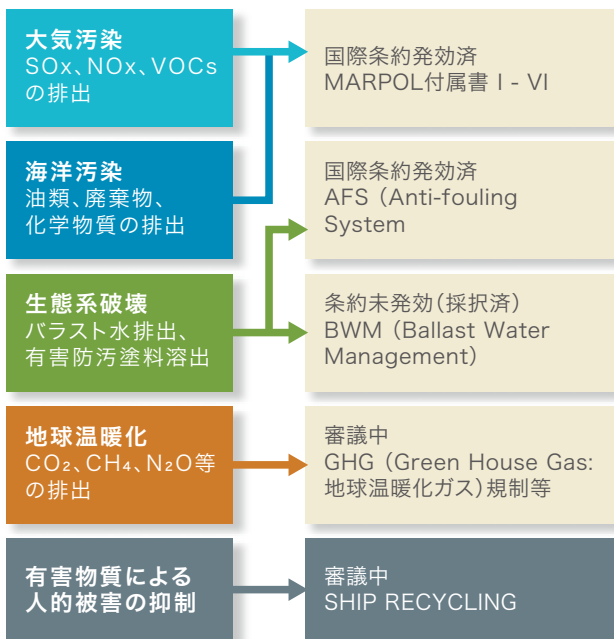 大気汚染
SOx、NOx、VOCs
の排出
国際条約発効済
MARPOL付属書 I - VI
海洋汚染
油類、廃棄物、
化学物質の排出
国際条約発効済
AFS (Anti-fouling
System
生態系破壊
バラスト水排出、
有害防汚塗料溶出
条約未発効(採択済)
BWM (Ballast Water
Management)
地球温暖化
CO₂、CH₄、N₂O等
の排出
審議中
GHG (Green House Gas:
地球温暖化ガス)規制等
有害物質による
人的被害の抑制
審議中
SHIP RECYCLING